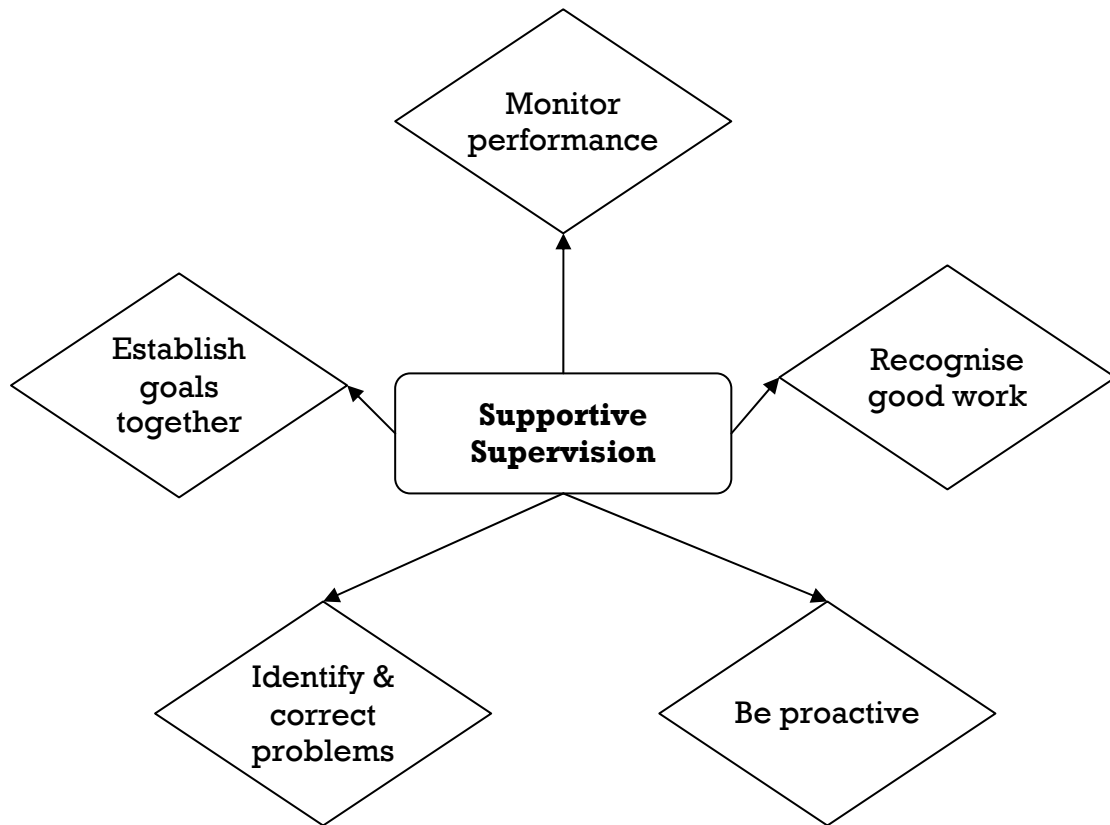 Monitor
performance
Establish
goals
together
Recognise
good work
Supportive
Supervision
Identify &
correct
problems
Be proactive